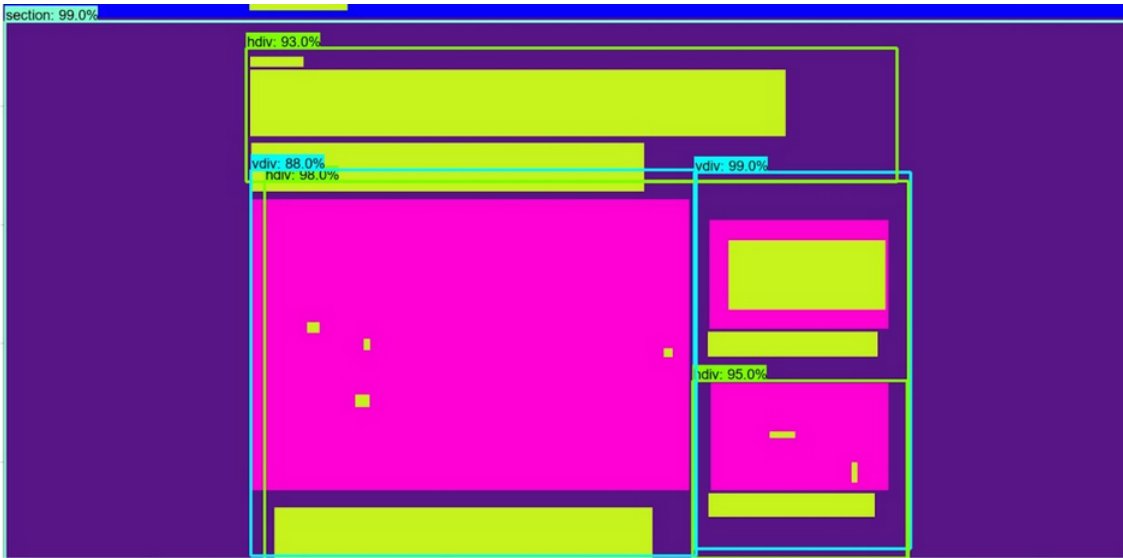 section: 99.0%
hdiv: 93.0%
vdiv: 88.0%
hdiv: 98.0%
vdiv: 99.0%
hdiv: 95.0%